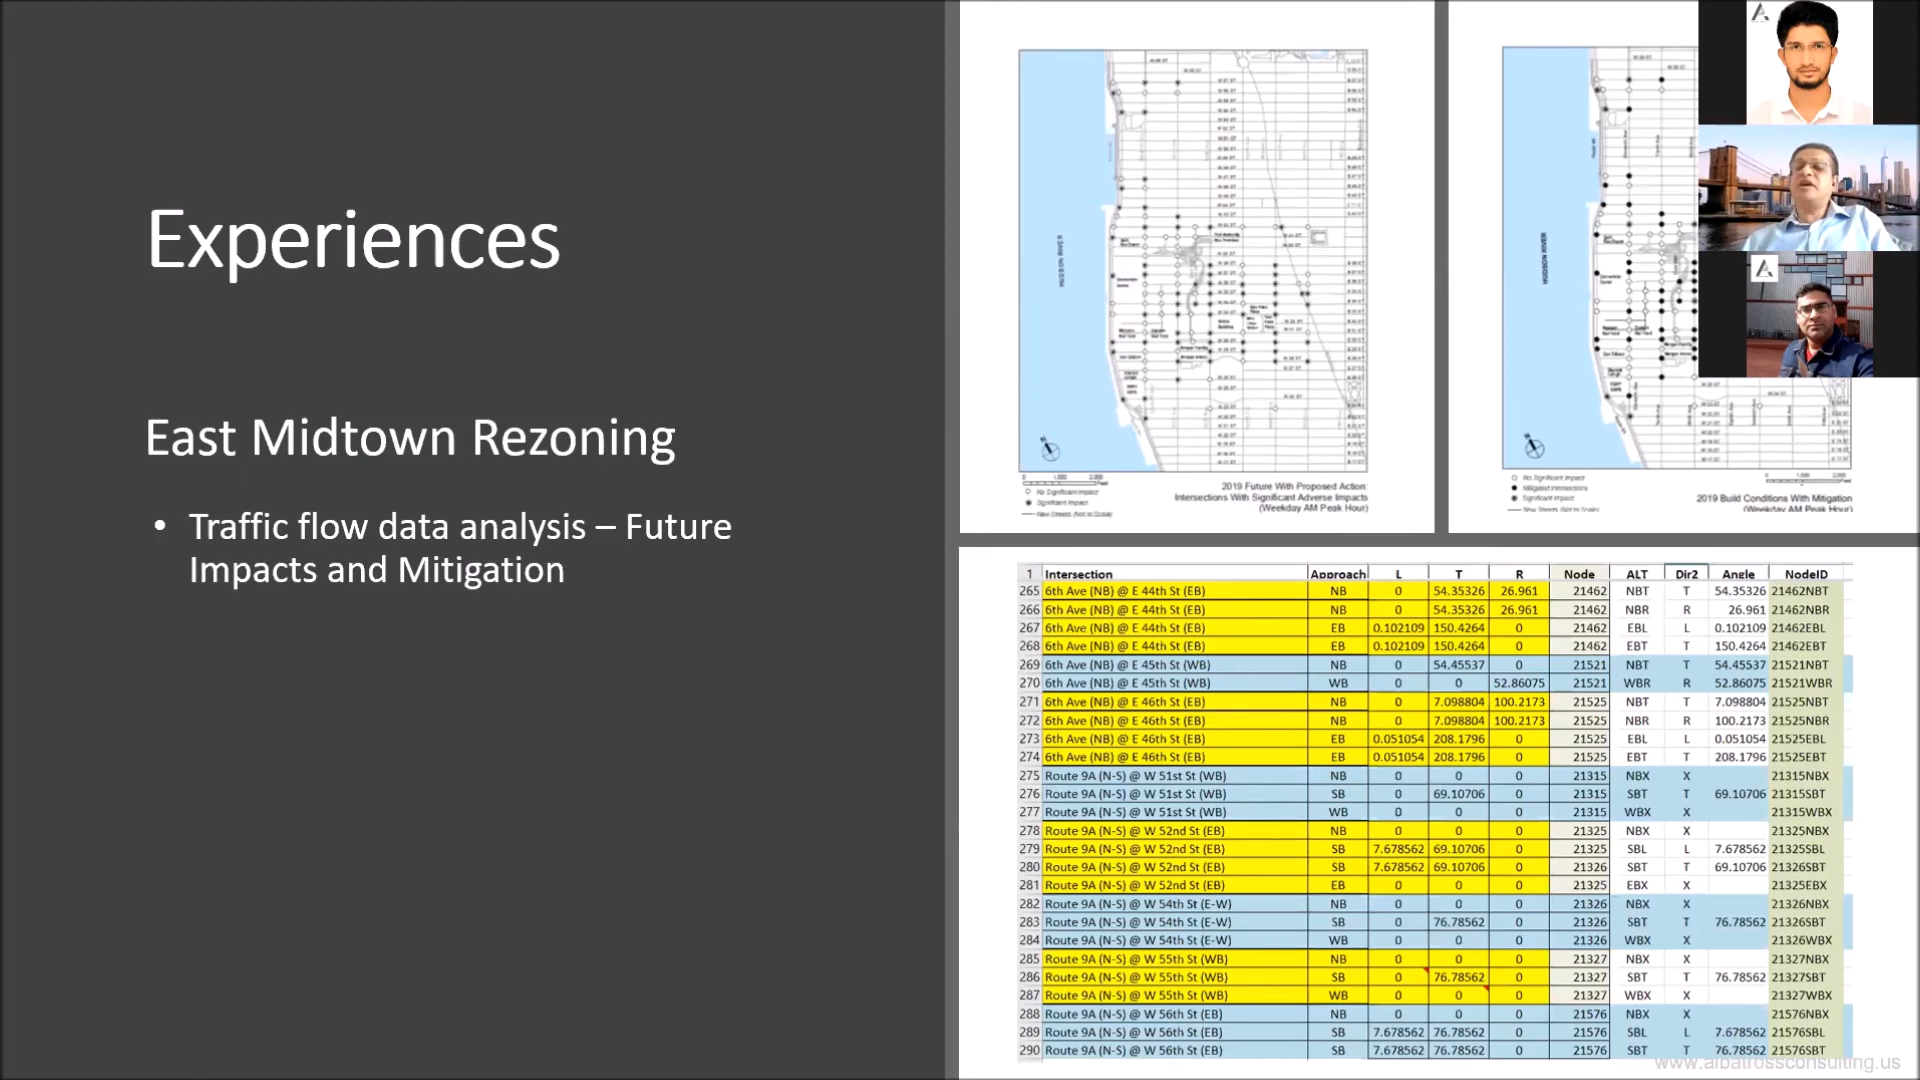 Experiences
East Midtown Rezoning
• Traffic flow data analysis – Future
Impacts and Mitigation
HUDSON RIVER
No Significant Impact
Significant Impact
New Streets (Not to Scale)
2019 Future With Proposed Action:
Intersections With Significant Adverse Impacts
(Weekday AM Peak Hour)
HUDSON RIVER
No Significant Impact
Mitigated Intersections
Significant Impact
New Streets (Not to Scale)
2019 Build Conditions With Mitigation
(Weekday AM Peak Hour)
1 Intersection Approach L T R Node ALT Dir2 Angle NodeID
265 6th Ave (NB) @ E 44th St (EB) NB 0 54.35326 26.961 21462 NBT T 54.35326 21462NBT
266 6th Ave (NB) @ E 44th St (EB) NB 0 54.35326 26.961 21462 NBR R 26.961 21462NBR
267 6th Ave (NB) @ E 44th St (EB) EB 0.102109 150.4264 0 21462 EBL L 0.102109 21462EBL
268 6th Ave (NB) @ E 44th St (EB) EB 0.102109 150.4264 0 21462 EBT T 150.4264 21462EBT
269 6th Ave (NB) @ E 45th St (WB) NB 0 54.45537 0 21521 NBT T 54.45537 21521NBT
270 6th Ave (NB) @ E 45th St (WB) WB 0 0 52.86075 21521 WBR R 52.86075 21521WBR
271 6th Ave (NB) @ E 46th St (EB) NB 0 7.098804 100.2173 21525 NBT T 7.098804 21525NBT
272 6th Ave (NB) @ E 46th St (EB) NB 0 7.098804 100.2173 21525 NBR R 100.2173 21525NBR
273 6th Ave (NB) @ E 46th St (EB) EB 0.051054 208.1796 0 21525 EBL L 0.051054 21525EBL
274 6th Ave (NB) @ E 46th St (EB) EB 0.051054 208.1796 0 21525 EBT T 208.1796 21525EBT
275 Route 9A (N-S) @ W 51st St (WB) NB 0 0 0 21315 NBX X 21315NBX
276 Route 9A (N-S) @ W 51st St (WB) SB 0 69.10706 0 21315 SBT T 69.10706 21315SBT
277 Route 9A (N-S) @ W 51st St (WB) WB 0 0 0 21315 WBX X 21315WBX
278 Route 9A (N-S) @ W 52nd St (EB) NB 0 0 0 21325 NBX X 21325NBX
279 Route 9A (N-S) @ W 52nd St (EB) SB 7.678562 69.10706 0 21325 SBL L 7.678562 21325SBL
280 Route 9A (N-S) @ W 52nd St (EB) SB 7.678562 69.10706 0 21326 SBT T 69.10706 21326SBT
281 Route 9A (N-S) @ W 52nd St (EB) EB 0 0 0 21325 EBX X 21325EBX
282 Route 9A (N-S) @ W 54th St (E-W) NB 0 0 0 21326 NBX X 21326NBX
283 Route 9A (N-S) @ W 54th St (E-W) SB 0 76.78562 0 21326 SBT T 76.78562 21326SBT
284 Route 9A (N-S) @ W 54th St (E-W) WB 0 0 0 21326 WBX X 21326WBX
285 Route 9A (N-S) @ W 55th St (WB) NB 0 0 0 21327 NBX X 21327NBX
286 Route 9A (N-S) @ W 55th St (WB) SB 0 76.78562 0 21327 SBT T 76.78562 21327SBT
287 Route 9A (N-S) @ W 55th St (WB) WB 0 0 0 21327 WBX X 21327WBX
288 Route 9A (N-S) @ W 56th St (EB) NB 0 0 0 21576 NBX X 21576NBX
289 Route 9A (N-S) @ W 56th St (EB) SB 7.678562 76.78562 0 21576 SBL L 7.678562 21576SBL
290 Route 9A (N-S) @ W 56th St (EB) SB 7.678562 76.78562 0 21576 SBT T 76.78562 21576SBT
www.albatrossconsulting.us